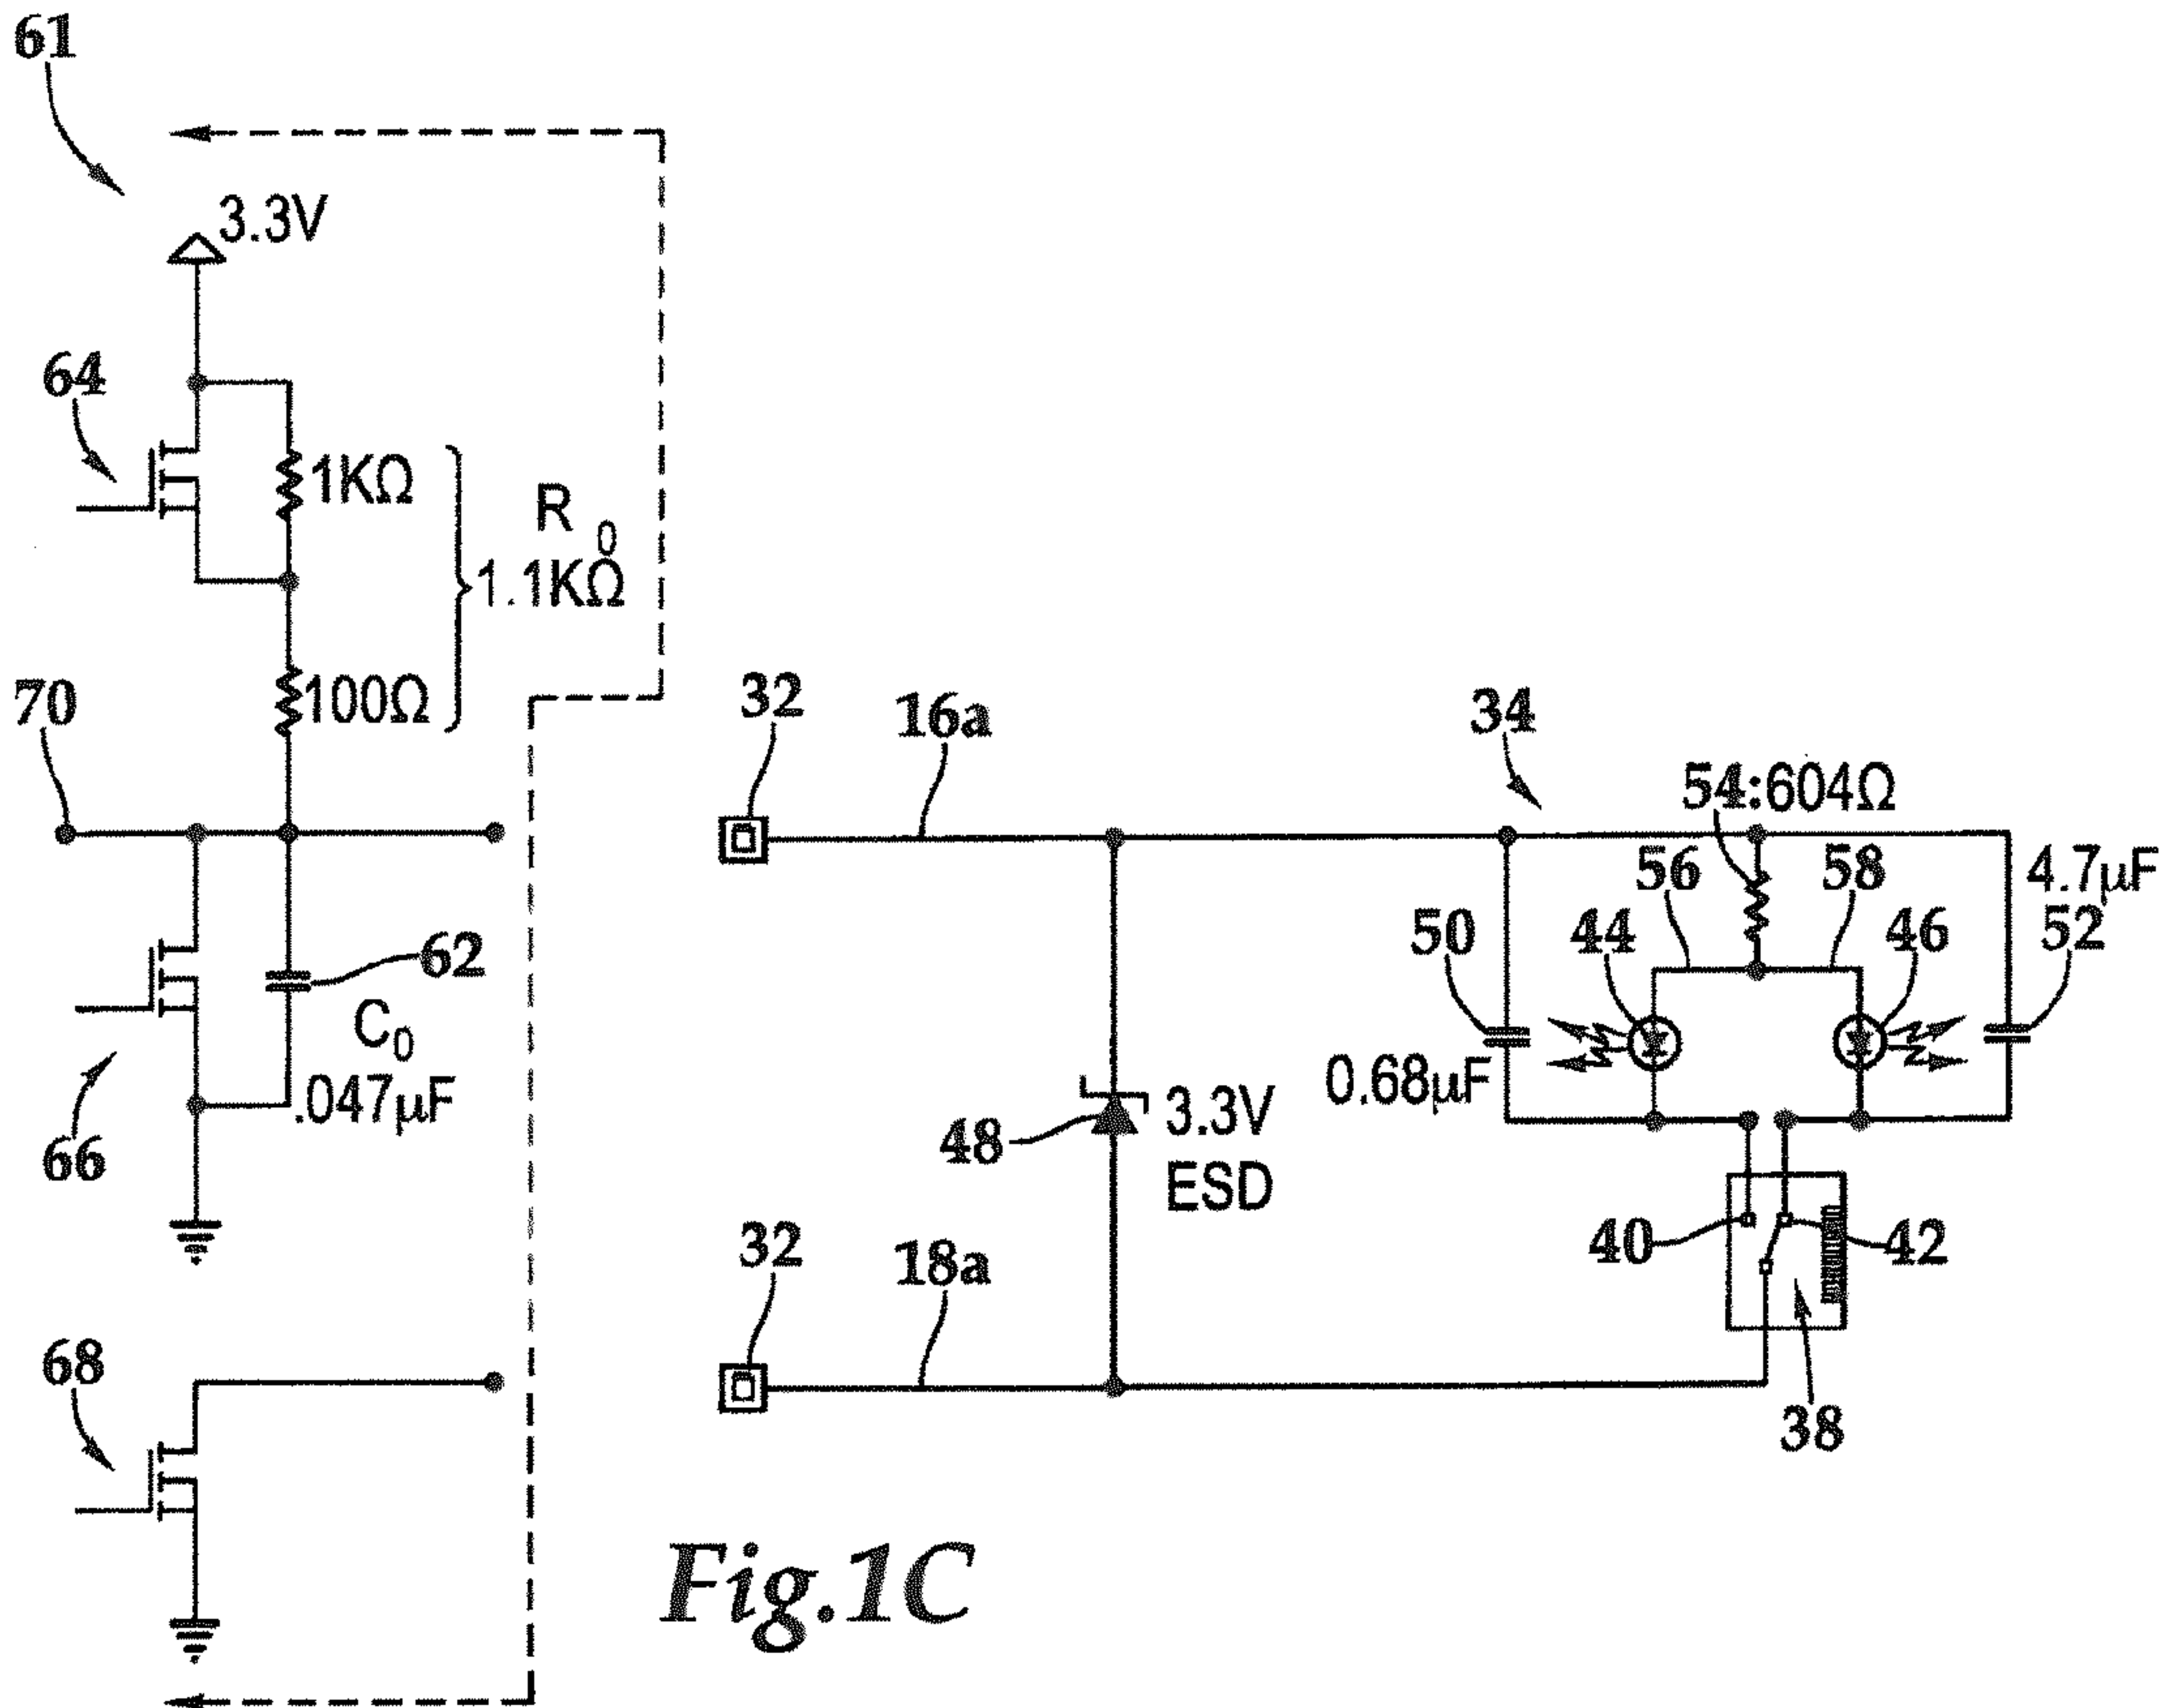 61
3.3V
64
1KΩ
R0
1.1KΩ
100Ω
70
62
C0
.047µF
66
68
32
16a
34
54:604Ω
56
58
4.7µF
50
44
46
52
0.68µF
48
3.3V
ESD
40
42
32
18a
38
Fig.1C